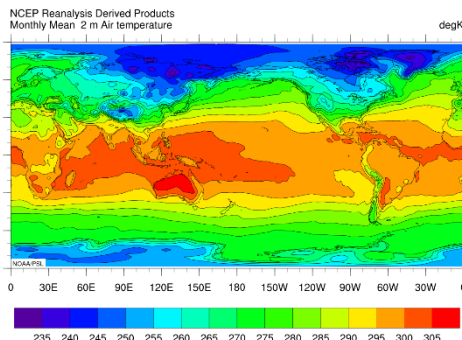 NCEP Reanalysis Derived Products
Monthly Mean 2 m Air temperature degK
NOAA/PSL
0 30E 60E 90E 120E 150E 180 150W 120W 90W 60W 30W 0
235 240 245 250 255 260 265 270 275 280 285 290 295 300 305